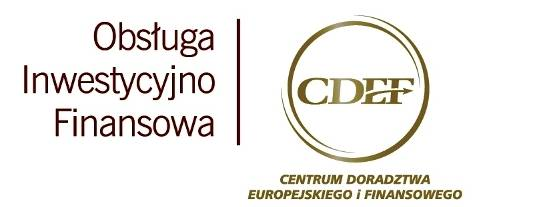 Obsługa
Inwestycyjno
Finansowa
CDEF
CENTRUM DORADZTWA
EUROPEJSKIEGO i FINANSOWEGO